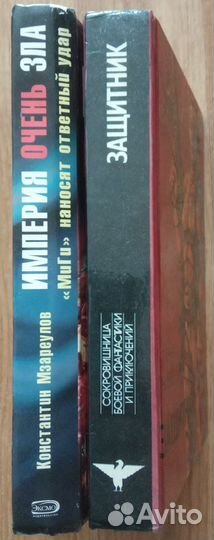 Константин Мзареулов
ИМПЕРИЯ ОЧЕНЬ ЗЛА
«МиГи» наносят ответный удар
ЭКСМО
ЗАЩИТНИК
СОКРОВИЩНИЦА
БОЕВОЙ ФАНТАСТИКИ
И ПРИКЛЮЧЕНИЙ
Avito